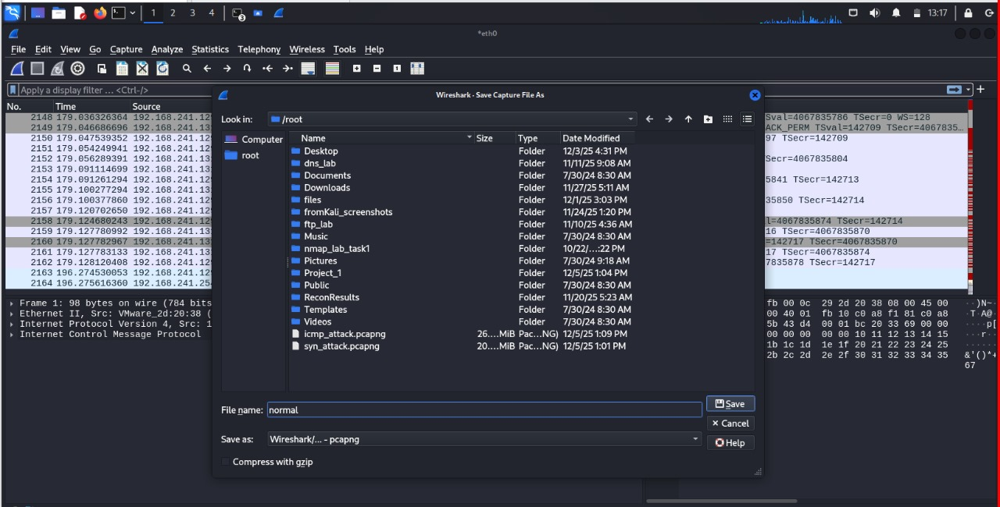 1 2 3 4 13:17
*eth0
File Edit View Go Capture Analyze Statistics Telephony Wireless Tools Help
Apply a display filter ... <Ctrl-/>
Wireshark · Save Capture File As
No. Time Source
Look in: /root
Computer
root
Name Size Type Date Modified
Desktop Folder 12/3/25 4:31 PM
dns_lab Folder 11/11/25 9:08 AM
Documents Folder 7/30/24 8:30 AM
Downloads Folder 11/27/25 5:11 AM
files Folder 12/1/25 3:03 PM
fromKali_screenshots Folder 11/24/25 1:20 PM
ftp_lab Folder 11/10/25 4:36 AM
Music Folder 7/30/24 8:30 AM
nmap_lab_task1 Folder 10/22/...:22 PM
Pictures Folder 7/30/24 9:18 AM
Project_1 Folder 12/5/25 1:04 PM
Public Folder 7/30/24 8:30 AM
ReconResults Folder 11/20/25 5:23 AM
Templates Folder 7/30/24 8:30 AM
Videos Folder 7/30/24 8:30 AM
icmp_attack.pcapng 26....MiB Pac...NG) 12/5/25 1:09 PM
syn_attack.pcapng 20....MiB Pac...NG) 12/5/25 1:01 PM
File name: normal
Save
Cancel
Save as: Wireshark/... - pcapng
Help
Compress with gzip
2148 179.036326364 192.168.241.12 Sval=4067835786 TSecr=0 WS=128
2149 179.046686696 192.168.241.13 ACK_PERM TSval=142709 TSecr=4067835…
2150 179.047539352 192.168.241.12 97 TSecr=142709
2151 179.054249941 192.168.241.12
2152 179.056289391 192.168.241.13 Secr=4067835804
2153 179.091114699 192.168.241.13
2154 179.091261294 192.168.241.12 5841 TSecr=142713
2155 179.100277294 192.168.241.13
2156 179.100377860 192.168.241.12 35850 TSecr=142714
2157 179.120702650 192.168.241.12
2158 179.124680243 192.168.241.12 l=4067835874 TSecr=142714
2159 179.127780992 192.168.241.13 16 TSecr=4067835870
2160 179.127782967 192.168.241.13 =142717 TSecr=4067835870
2161 179.127783133 192.168.241.13 17 TSecr=4067835874
2162 179.128120408 192.168.241.12 7835878 TSecr=142717
2163 196.274530053 192.168.241.12
2164 196.275616360 192.168.241.25
Frame 1: 98 bytes on wire (784 bits
Ethernet II, Src: VMware_2d:20:38 (
Internet Protocol Version 4, Src: 1
Internet Control Message Protocol
fb 00 0c 29 2d 20 38 08 00 45 00 ··)N~·
00 40 01 fb 10 c0 a8 f1 81 c0 a8 ·T·A@·
5b 43 d4 00 01 bc 20 33 69 00 00 ····p[
00 00 00 00 00 10 11 12 13 14 15 ···r··
1b 1c 1d 1e 1f 20 21 22 23 24 25 ······
2b 2c 2d 2e 2f 30 31 32 33 34 35 &'()*+
67